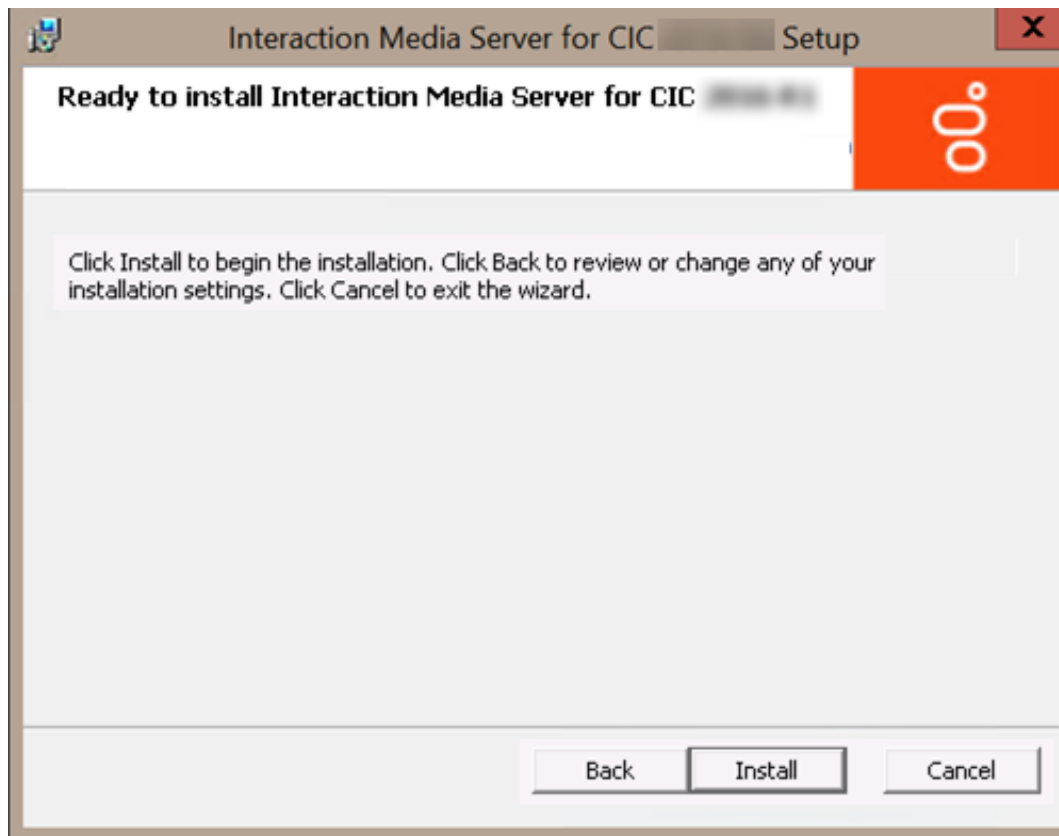 Interaction Media Server for CIC Setup
X
Ready to install Interaction Media Server for CIC
Click Install to begin the installation. Click Back to review or change any of your
installation settings. Click Cancel to exit the wizard.
Back Install Cancel